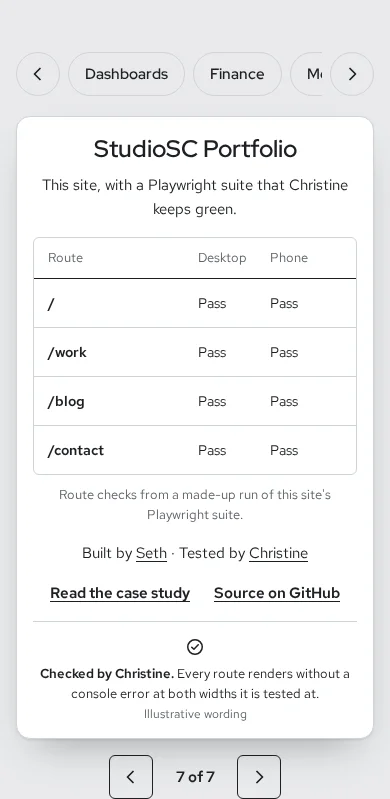 Dashboards Finance
StudioSC Portfolio
This site, with a Playwright suite that Christine
keeps green.
Route Desktop Phone
/ Pass Pass
/work Pass Pass
/blog Pass Pass
/contact Pass Pass
Route checks from a made-up run of this site's
Playwright suite.
Built by Seth · Tested by Christine
Read the case study Source on GitHub
Checked by Christine. Every route renders without a
console error at both widths it is tested at.
Illustrative wording
7 of 7